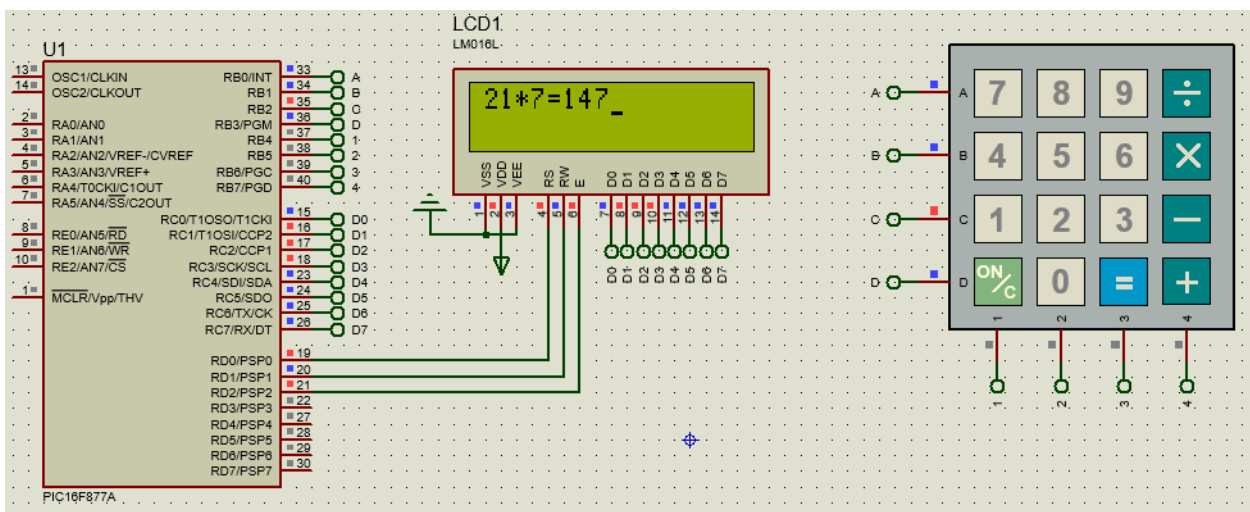 U1
13 OSC1/CLKIN RB0/INT 33 A
14 OSC2/CLKOUT RB1 34 B
RB2 35 C
2 RA0/AN0 RB3/PGM 36 D
3 RA1/AN1 RB4 37 1
4 RA2/AN2/VREF-/CVREF RB5 38 2
5 RA3/AN3/VREF+ RB6/PGC 39 3
6 RA4/T0CKI/C1OUT RB7/PGD 40 4
7 RA5/AN4/SS/C2OUT
RC0/T1OSO/T1CKI 15 D0
8 RE0/AN5/RD RC1/T1OSI/CCP2 16 D1
9 RE1/AN6/WR RC2/CCP1 17 D2
10 RE2/AN7/CS RC3/SCK/SCL 18 D3
RC4/SDI/SDA 23 D4
1 MCLR/Vpp/THV RC5/SDO 24 D5
RC6/TX/CK 25 D6
RC7/RX/DT 26 D7
RD0/PSP0 19
RD1/PSP1 20
RD2/PSP2 21
RD3/PSP3 22
RD4/PSP4 27
RD5/PSP5 28
RD6/PSP6 29
RD7/PSP7 30
PIC16F877A
LCD1
LM016L
21*7=147_
VSS VDD VEE RS RW E D0 D1 D2 D3 D4 D5 D6 D7
1 2 3 4 5 6 7 8 9 10 11 12 13 14
D0 D1 D2 D3 D4 D5 D6 D7
A A 7 8 9 ÷
B B 4 5 6 ×
C C 1 2 3 −
D D ON/C 0 = +
1 2 3 4
1 2 3 4